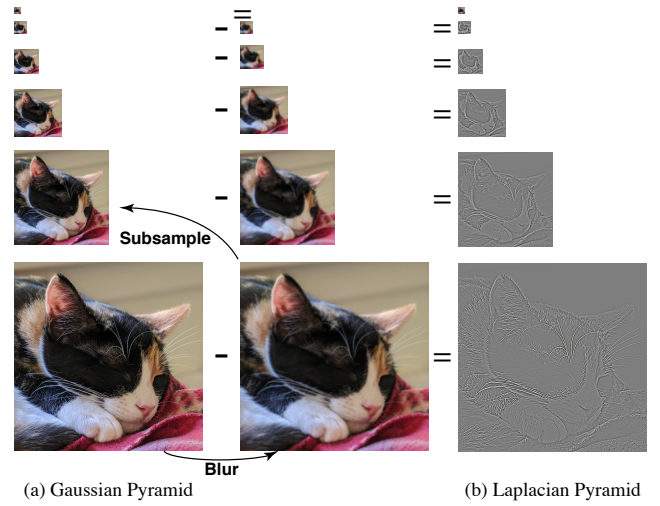 =
- =
- =
- =
- =
Subsample
- =
Blur
(a) Gaussian Pyramid
(b) Laplacian Pyramid